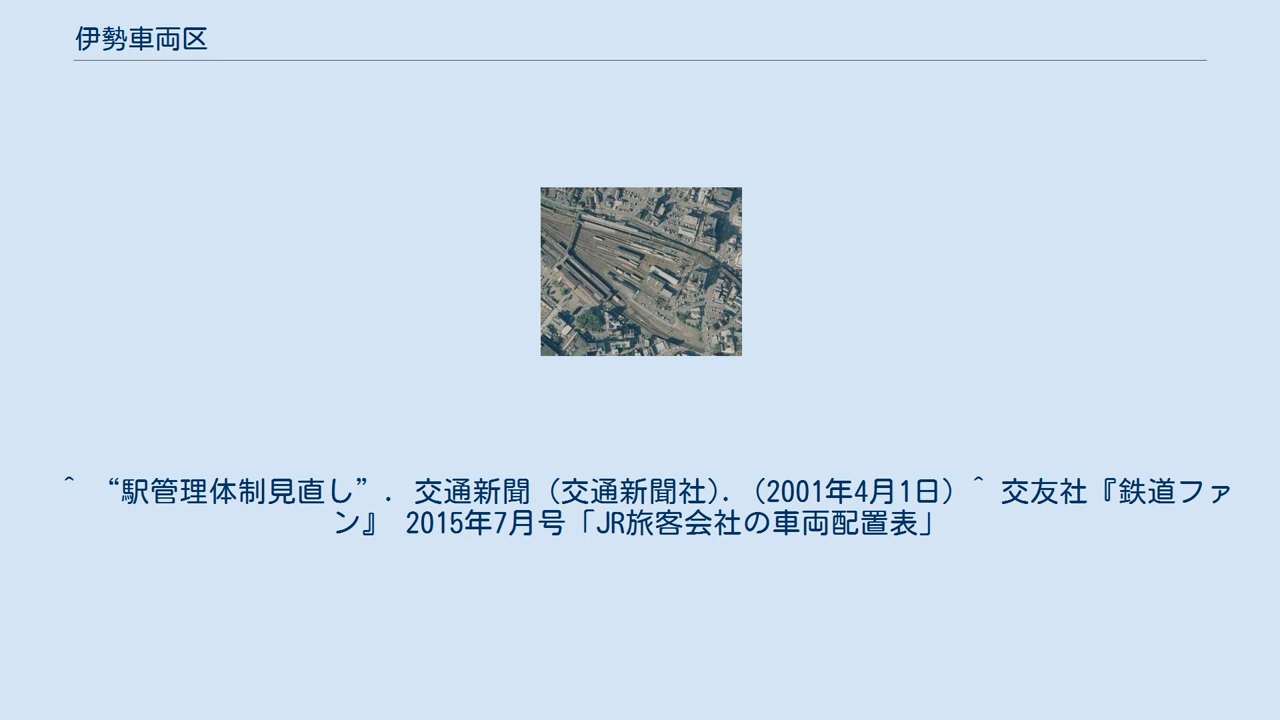 伊勢車両区
^ “駅管理体制見直し”. 交通新聞 (交通新聞社). (2001年4月1日) ^ 交友社『鉄道ファ
ン』 2015年7月号「JR旅客会社の車両配置表」